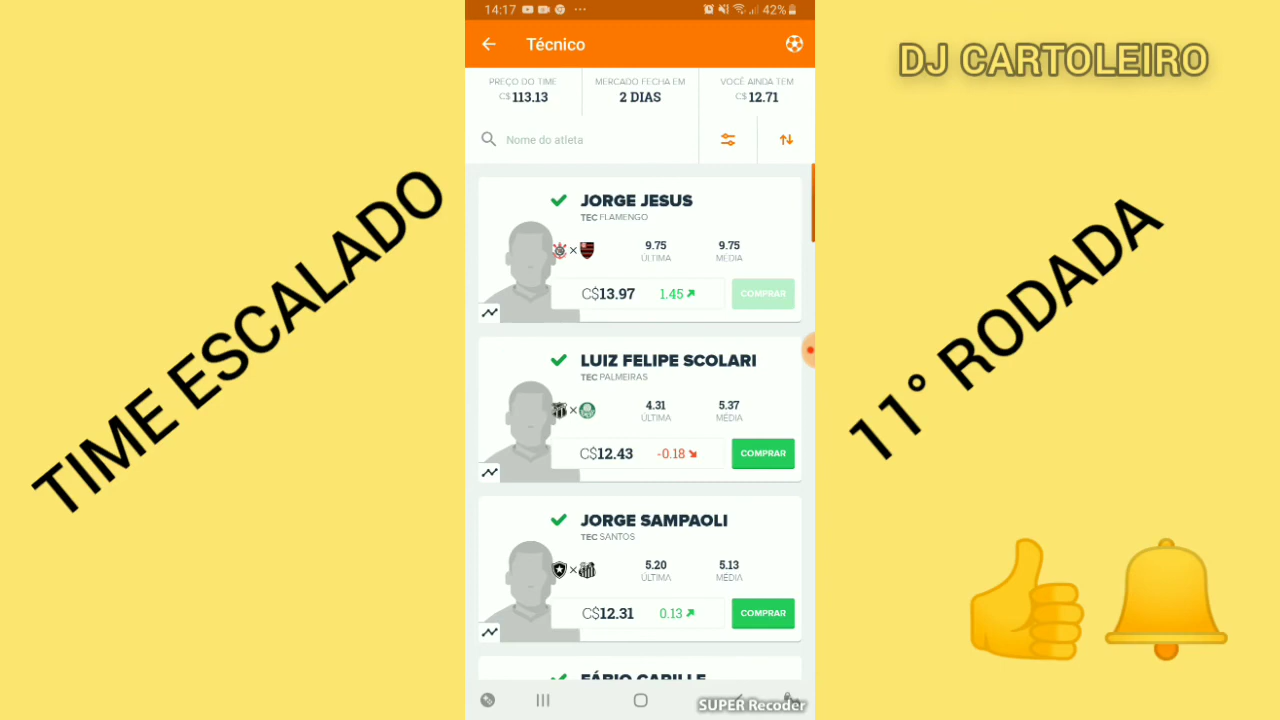 14:17
42%
Técnico
DJ CARTOLEIRO
PREÇO DO TIME
C$ 113.13
MERCADO FECHA EM
2 DIAS
VOCÊ AINDA TEM
C$ 12.71
Nome do atleta
TIME ESCALADO
11° RODADA
JORGE JESUS
TEC FLAMENGO
9.75
ÚLTIMA
9.75
MÉDIA
C$13.97
1.45
COMPRAR
LUIZ FELIPE SCOLARI
TEC PALMEIRAS
4.31
ÚLTIMA
5.37
MÉDIA
C$12.43
-0.18
COMPRAR
JORGE SAMPAOLI
TEC SANTOS
5.20
ÚLTIMA
5.13
MÉDIA
C$12.31
0.13
COMPRAR
FÁBIO CARILLE
SUPER Recoder